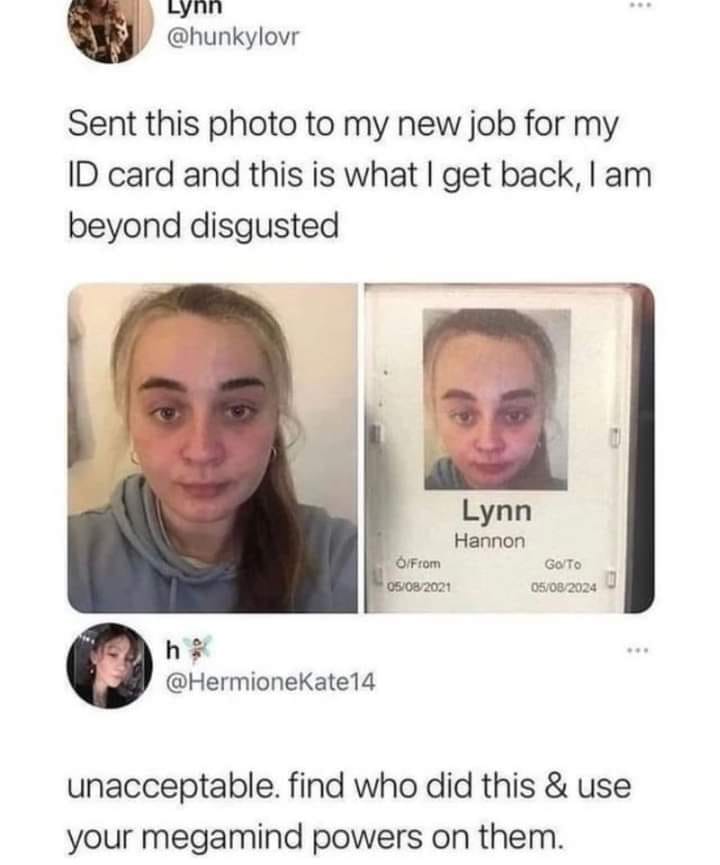 Lynn
@hunkylovr
Sent this photo to my new job for my
ID card and this is what I get back, I am
beyond disgusted
Lynn
Hannon
Ó/From
Go/To
05/08/2021
05/08/2024
h🧚
@HermioneKate14
unacceptable. find who did this & use
your megamind powers on them.